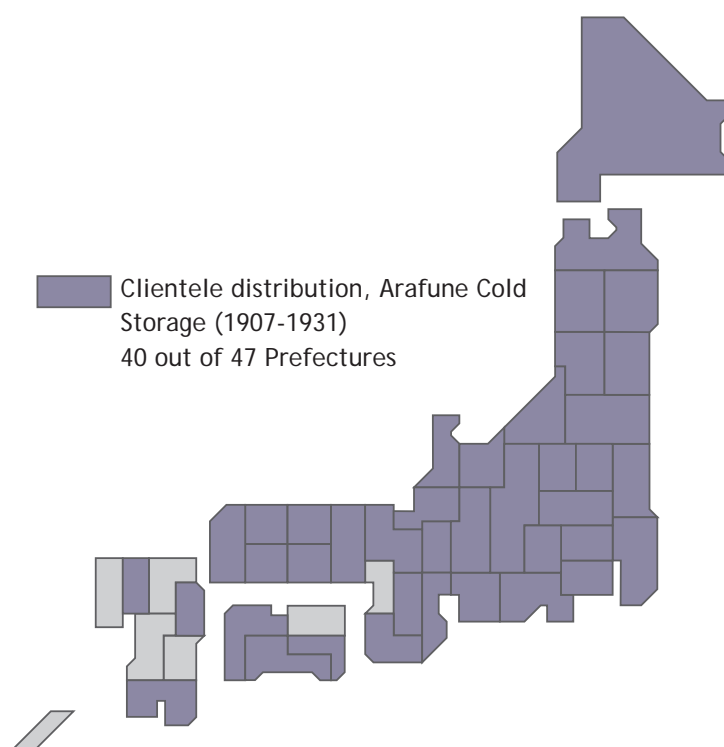 Clientele distribution, Arafune Cold
Storage (1907-1931)
40 out of 47 Prefectures